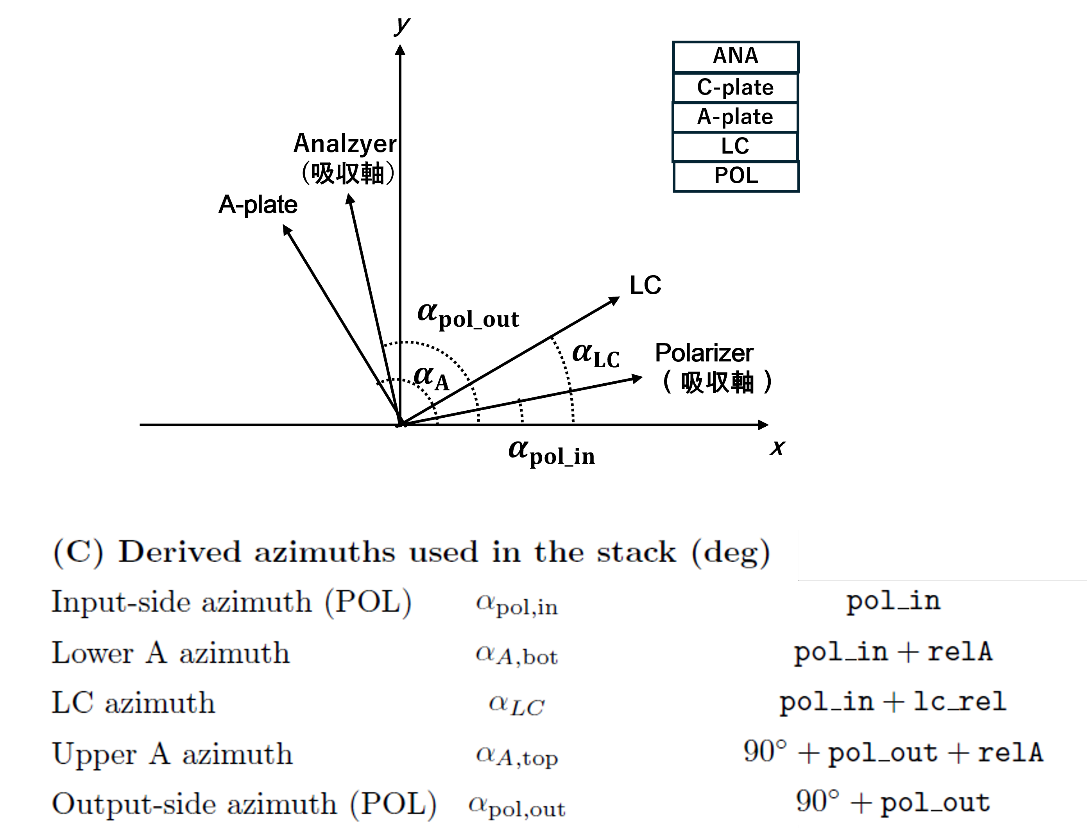 y
ANA
C-plate
A-plate
LC
POL
Analzyer
(吸収軸)
A-plate
LC
α_pol_out
α_LC
Polarizer
( 吸収軸 )
α_A
x
α_pol_in
(C) Derived azimuths used in the stack (deg)
Input-side azimuth (POL) α_pol,in pol_in
Lower A azimuth α_A,bot pol_in + relA
LC azimuth α_LC pol_in + lc_rel
Upper A azimuth α_A,top 90° + pol_out + relA
Output-side azimuth (POL) α_pol,out 90° + pol_out